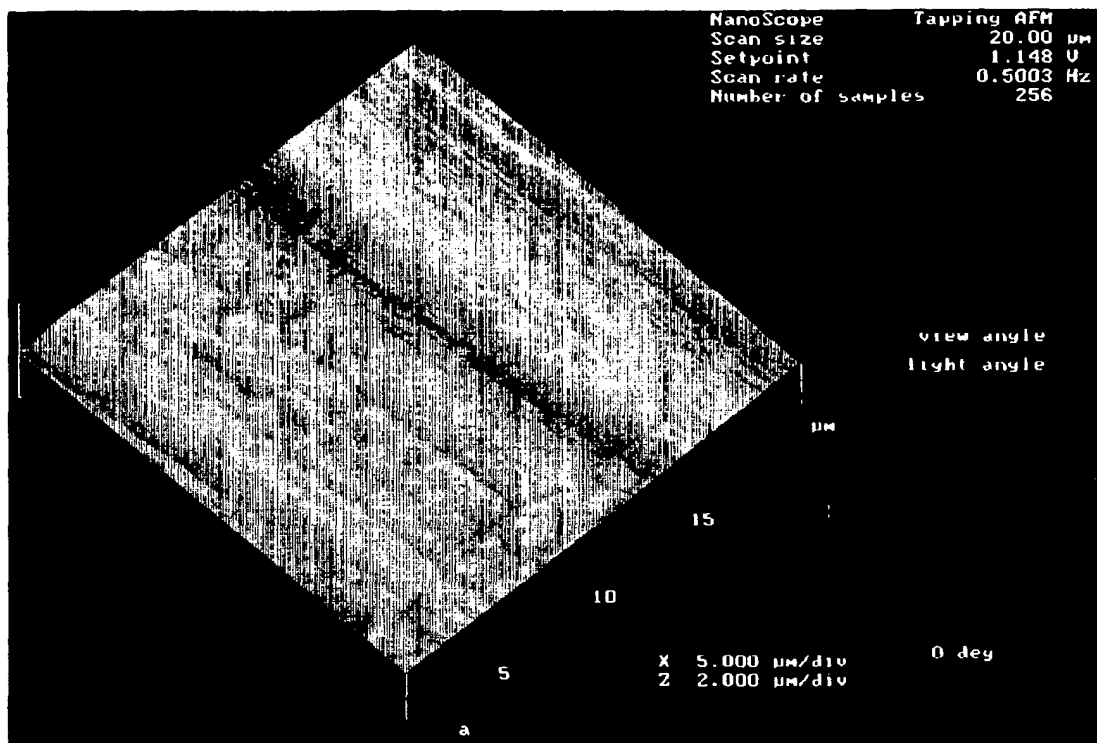 NanoScope Tapping AFM
Scan size 20.00 µm
Setpoint 1.148 V
Scan rate 0.5003 Hz
Number of samples 256
view angle
light angle
µm
15
10
5
X 5.000 µm/div
Z 2.000 µm/div
0 deg
a